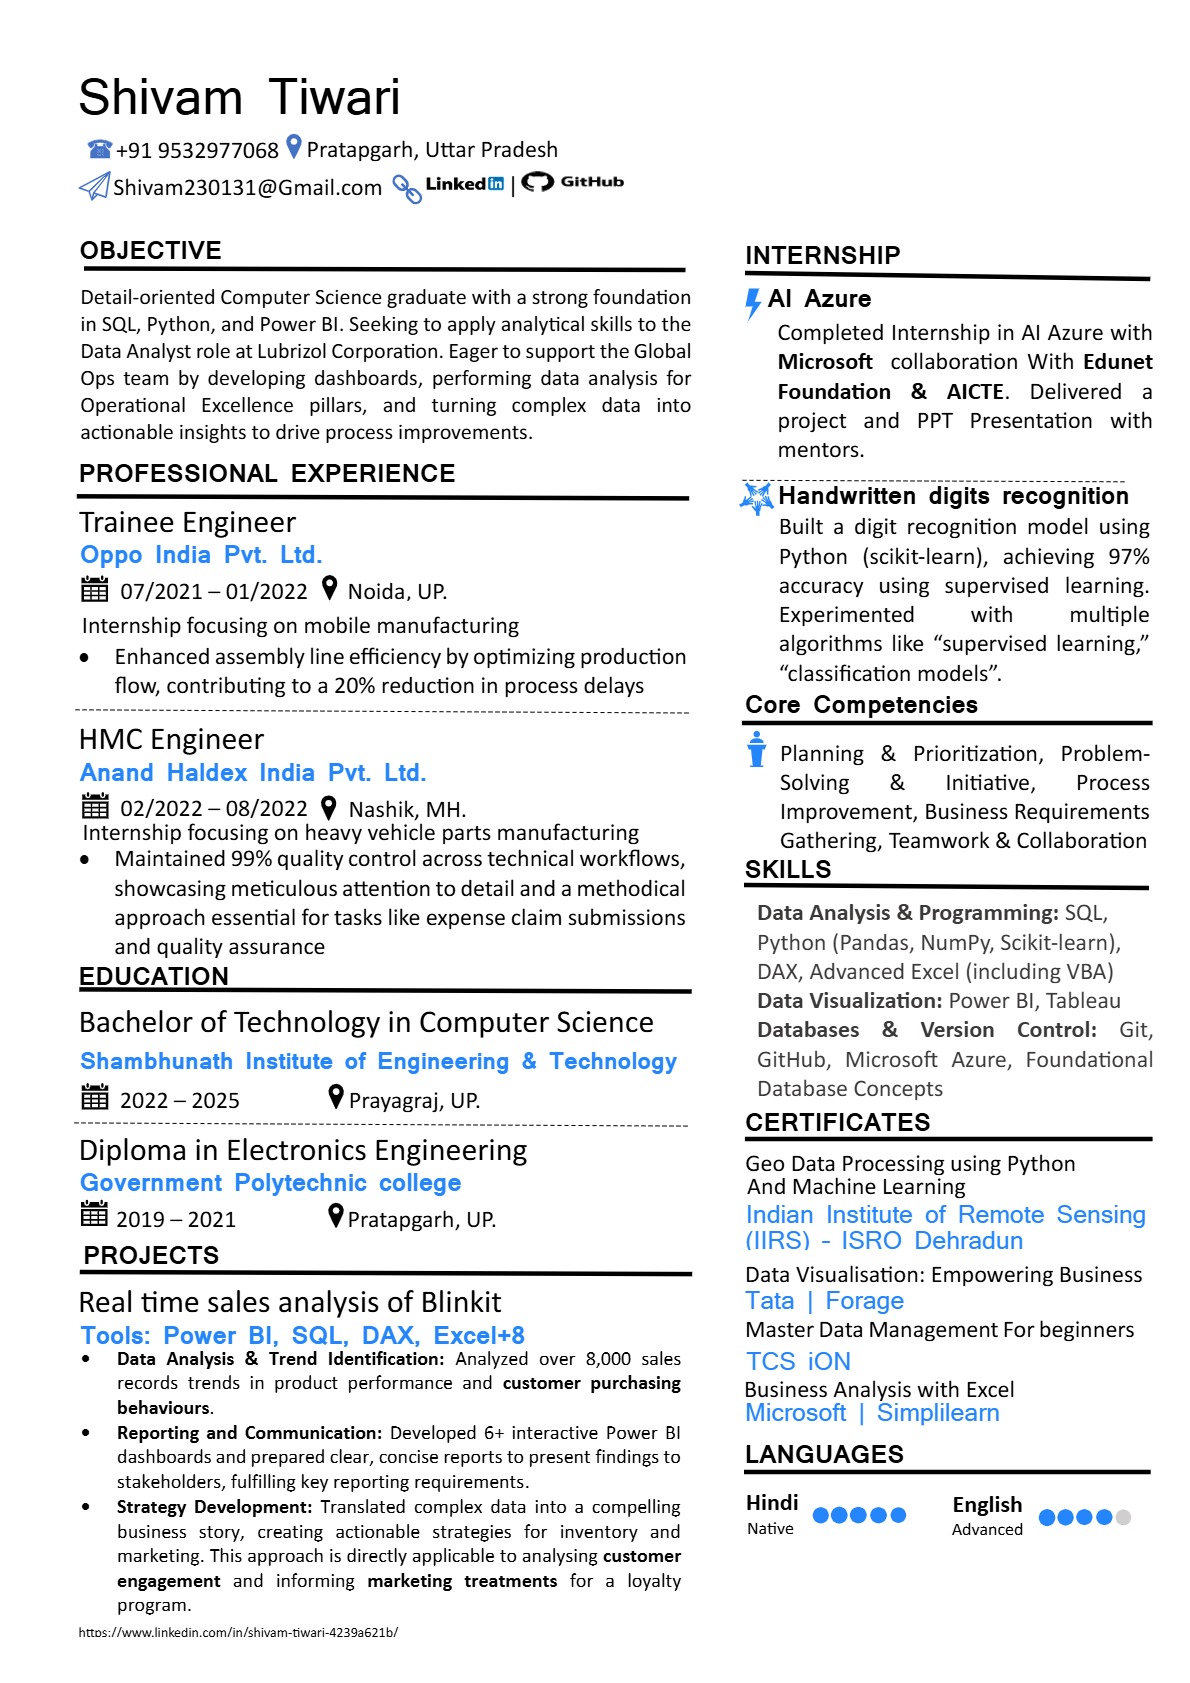 Shivam Tiwari
+91 9532977068 Pratapgarh, Uttar Pradesh
Shivam230131@Gmail.com Linkedin | GitHub
OBJECTIVE
Detail-oriented Computer Science graduate with a strong foundation
in SQL, Python, and Power BI. Seeking to apply analytical skills to the
Data Analyst role at Lubrizol Corporation. Eager to support the Global
Ops team by developing dashboards, performing data analysis for
Operational Excellence pillars, and turning complex data into
actionable insights to drive process improvements.
PROFESSIONAL EXPERIENCE
Trainee Engineer
Oppo India Pvt. Ltd.
07/2021 – 01/2022 Noida, UP.
Internship focusing on mobile manufacturing
• Enhanced assembly line efficiency by optimizing production
flow, contributing to a 20% reduction in process delays
HMC Engineer
Anand Haldex India Pvt. Ltd.
02/2022 – 08/2022 Nashik, MH.
Internship focusing on heavy vehicle parts manufacturing
• Maintained 99% quality control across technical workflows,
showcasing meticulous attention to detail and a methodical
approach essential for tasks like expense claim submissions
and quality assurance
EDUCATION
Bachelor of Technology in Computer Science
Shambhunath Institute of Engineering & Technology
2022 – 2025 Prayagraj, UP.
Diploma in Electronics Engineering
Government Polytechnic college
2019 – 2021 Pratapgarh, UP.
PROJECTS
Real time sales analysis of Blinkit
Tools: Power BI, SQL, DAX, Excel+8
• Data Analysis & Trend Identification: Analyzed over 8,000 sales
records trends in product performance and customer purchasing
behaviours.
• Reporting and Communication: Developed 6+ interactive Power BI
dashboards and prepared clear, concise reports to present findings to
stakeholders, fulfilling key reporting requirements.
• Strategy Development: Translated complex data into a compelling
business story, creating actionable strategies for inventory and
marketing. This approach is directly applicable to analysing customer
engagement and informing marketing treatments for a loyalty
program.
https://www.linkedin.com/in/shivam-tiwari-4239a621b/
INTERNSHIP
AI Azure
Completed Internship in AI Azure with
Microsoft collaboration With Edunet
Foundation & AICTE. Delivered a
project and PPT Presentation with
mentors.
Handwritten digits recognition
Built a digit recognition model using
Python (scikit-learn), achieving 97%
accuracy using supervised learning.
Experimented with multiple
algorithms like “supervised learning,”
“classification models”.
Core Competencies
Planning & Prioritization, Problem-
Solving & Initiative, Process
Improvement, Business Requirements
Gathering, Teamwork & Collaboration
SKILLS
Data Analysis & Programming: SQL,
Python (Pandas, NumPy, Scikit-learn),
DAX, Advanced Excel (including VBA)
Data Visualization: Power BI, Tableau
Databases & Version Control: Git,
GitHub, Microsoft Azure, Foundational
Database Concepts
CERTIFICATES
Geo Data Processing using Python
And Machine Learning
Indian Institute of Remote Sensing
(IIRS) - ISRO Dehradun
Data Visualisation: Empowering Business
Tata | Forage
Master Data Management For beginners
TCS iON
Business Analysis with Excel
Microsoft | Simplilearn
LANGUAGES
Hindi English
Native Advanced